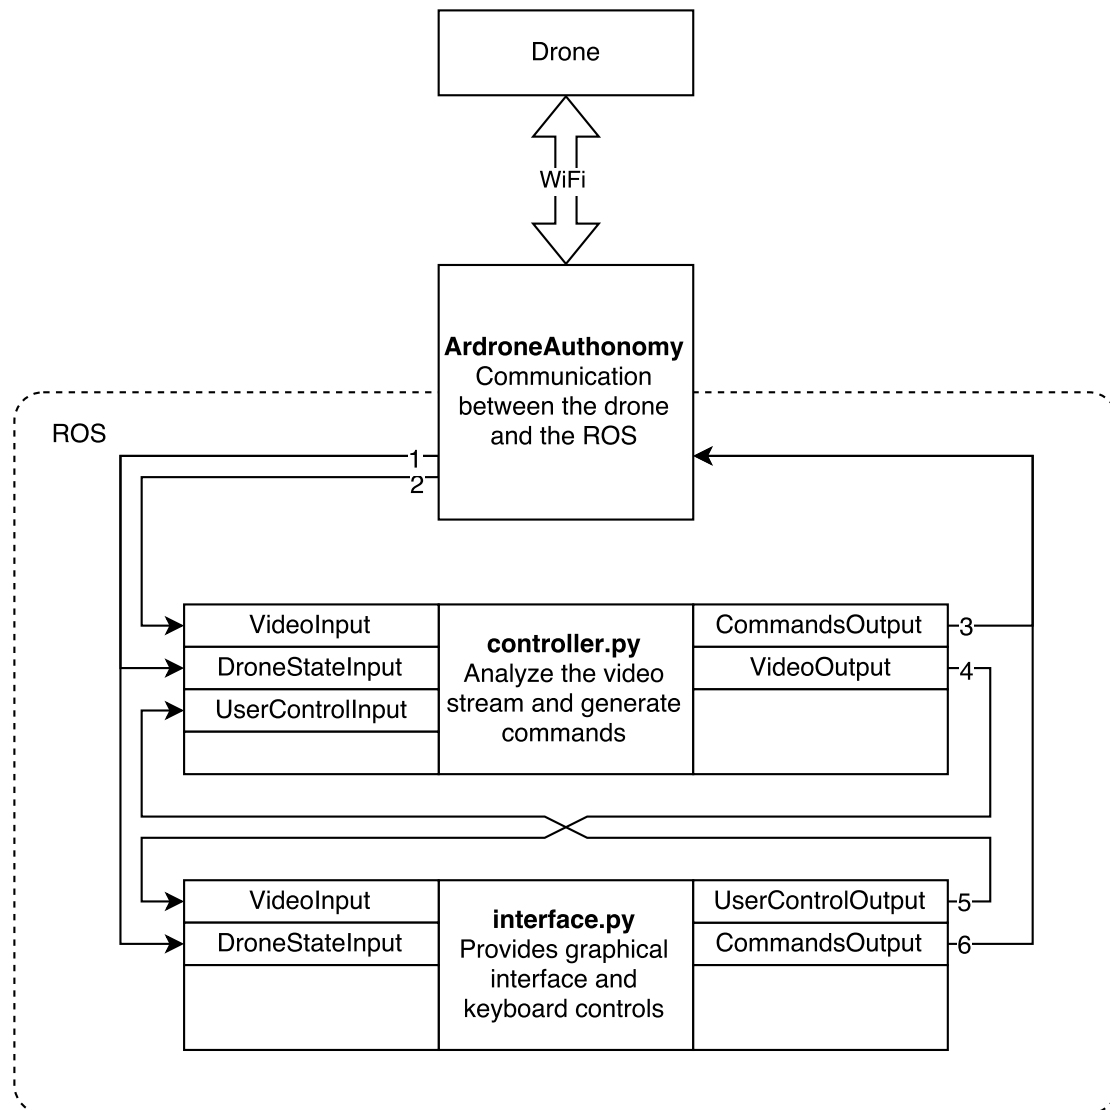 Drone
WiFi
ArdroneAuthonomy
Communication
between the drone
and the ROS
ROS
1
2
VideoInput
DroneStateInput
UserControlInput
controller.py
Analyze the video
stream and generate
commands
CommandsOutput
3
VideoOutput
4
VideoInput
DroneStateInput
interface.py
Provides graphical
interface and
keyboard controls
UserControlOutput
5
CommandsOutput
6